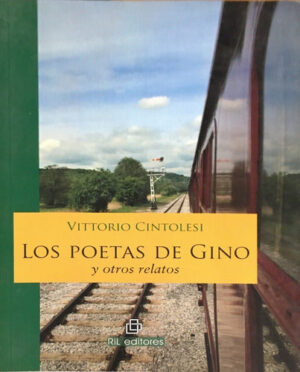 VITTORIO CINTOLESI
LOS POETAS DE GINO
y otros relatos
RIL editores